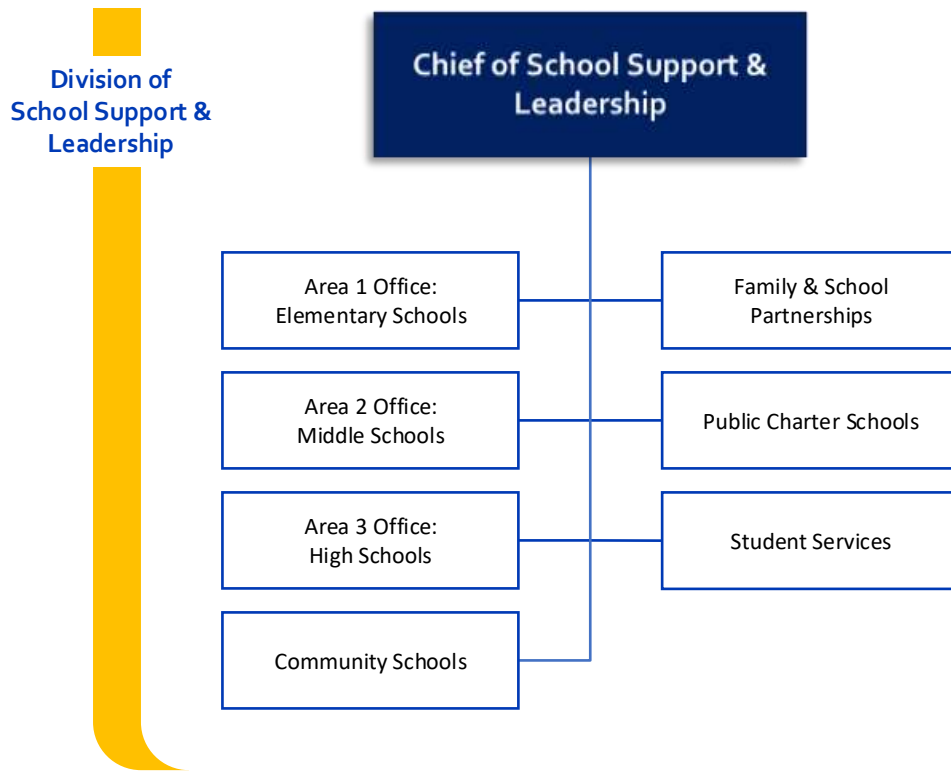 Division of
School Support &
Leadership
Chief of School Support &
Leadership
Area 1 Office:
Elementary Schools
Family & School
Partnerships
Area 2 Office:
Middle Schools
Public Charter Schools
Area 3 Office:
High Schools
Student Services
Community Schools